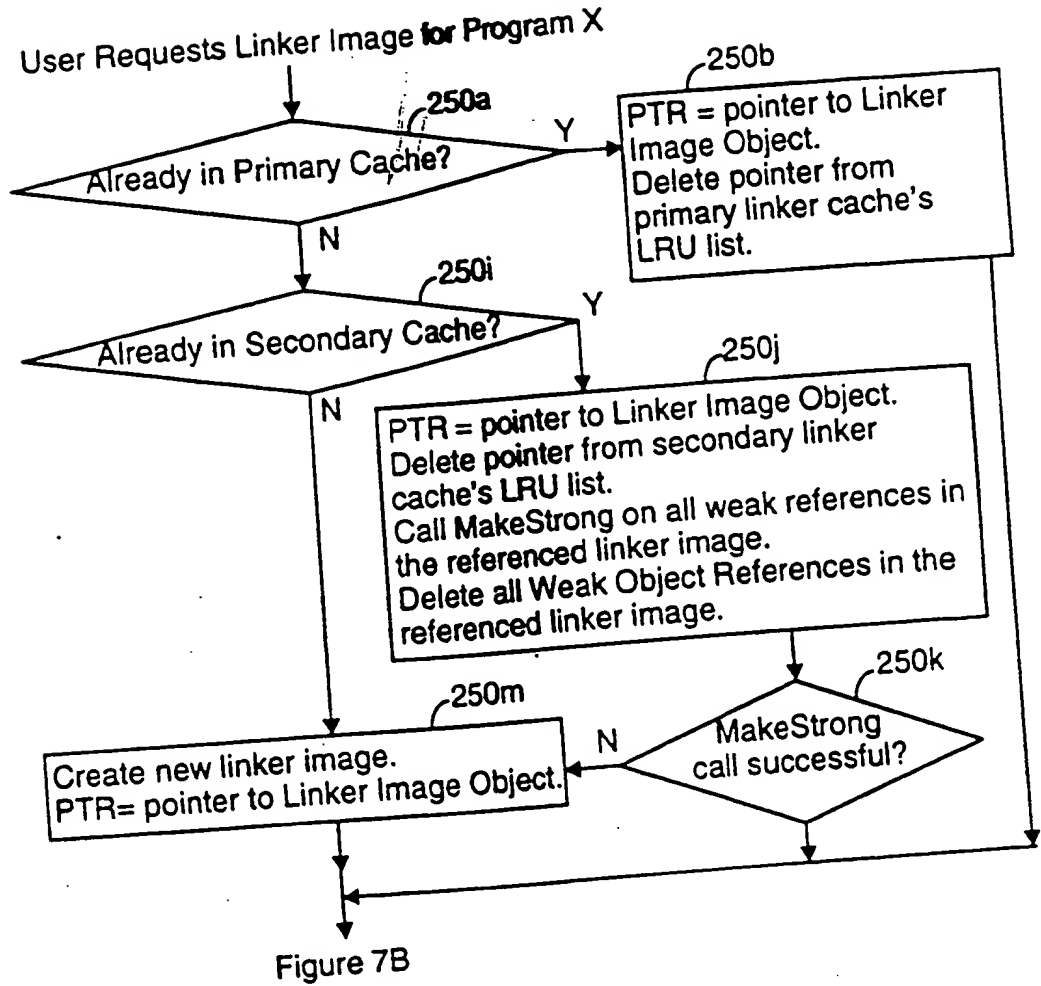 User Requests Linker Image for Program X
250a
Already in Primary Cache?
Y
N
250b
PTR = pointer to Linker
Image Object.
Delete pointer from
primary linker cache's
LRU list.
250i
Already in Secondary Cache?
Y
N
250j
PTR = pointer to Linker Image Object.
Delete pointer from secondary linker
cache's LRU list.
Call MakeStrong on all weak references in
the referenced linker image.
Delete all Weak Object References in the
referenced linker image.
250k
MakeStrong
call successful?
N
250m
Create new linker image.
PTR= pointer to Linker Image Object.
Figure 7B